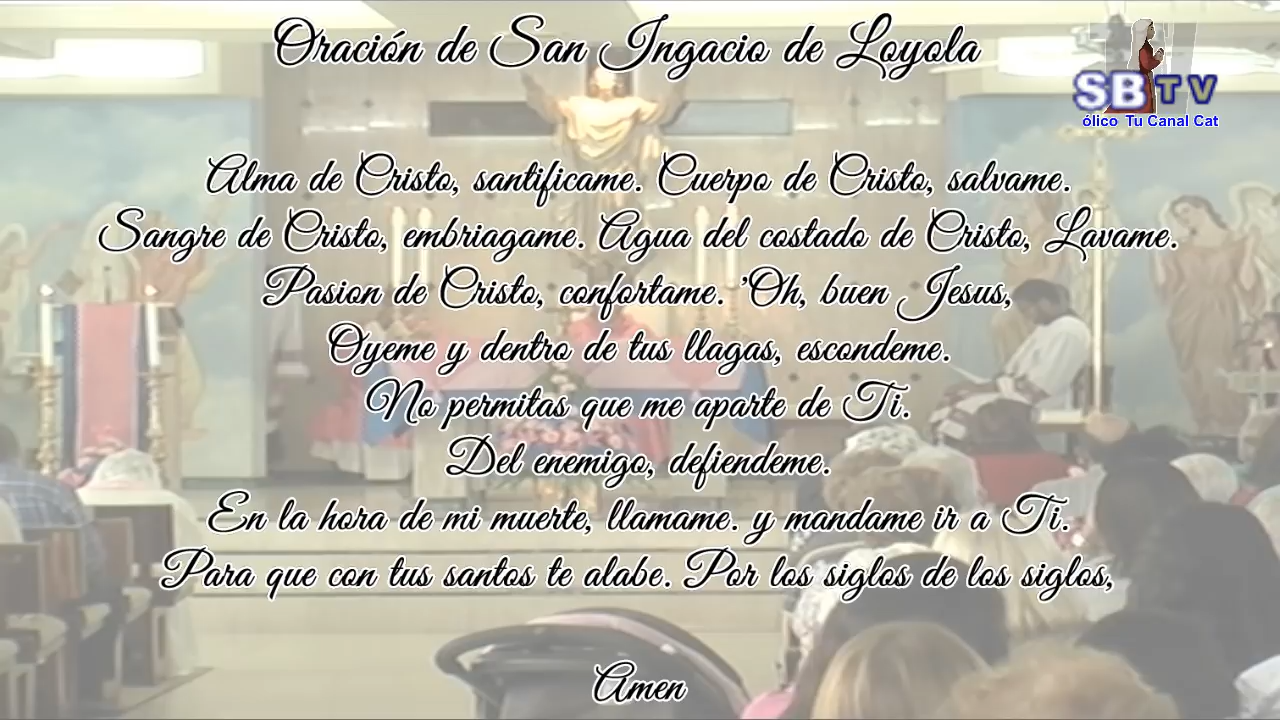 Oración de San Ingacio de Loyola
SBTV
ólico Tu Canal Cat
Alma de Cristo, santificame. Cuerpo de Cristo, salvame.
Sangre de Cristo, embriagame. Agua del costado de Cristo, Lavame.
Pasion de Cristo, confortame. 'Oh, buen Jesus,
Oyeme y dentro de tus llagas, escondeme.
No permitas que me aparte de Ti.
Del enemigo, defiendeme.
En la hora de mi muerte, llamame. y mandame ir a Ti.
Para que con tus santos te alabe. Por los siglos de los siglos,
Amen